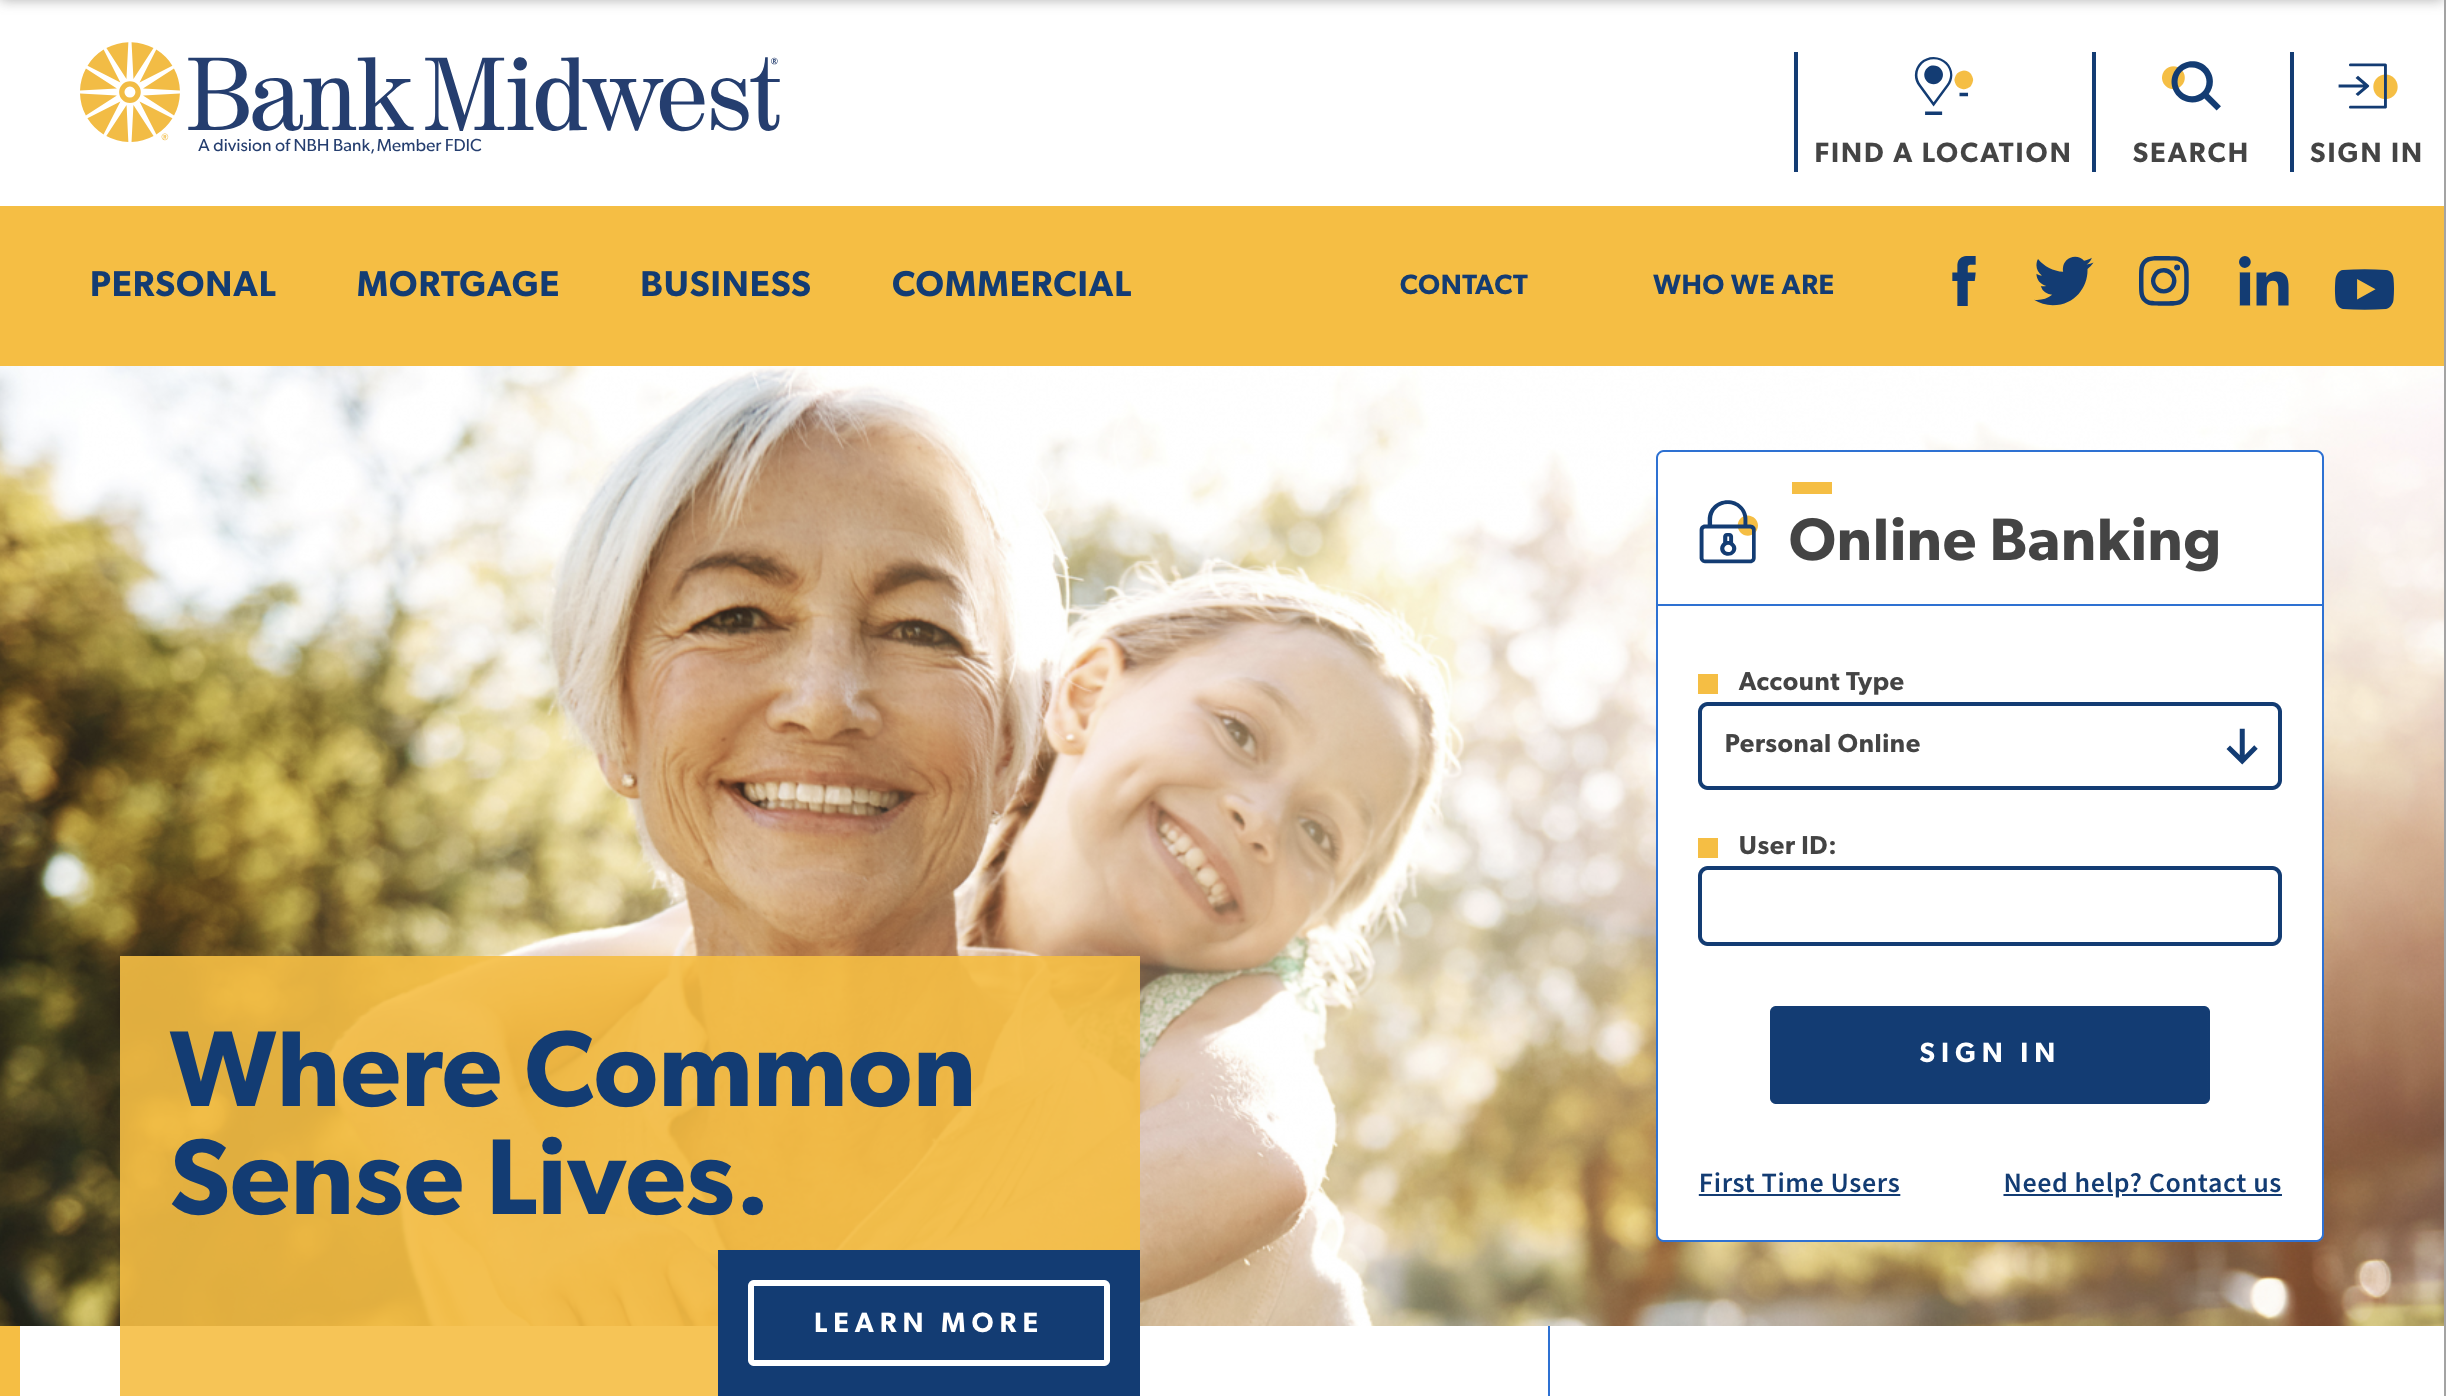 Bank Midwest®
A division of NBH Bank, Member FDIC
FIND A LOCATION
SEARCH
SIGN IN
PERSONAL
MORTGAGE
BUSINESS
COMMERCIAL
CONTACT
WHO WE ARE
Online Banking
Account Type
Personal Online
User ID:
SIGN IN
First Time Users
Need help? Contact us
Where Common
Sense Lives.
LEARN MORE